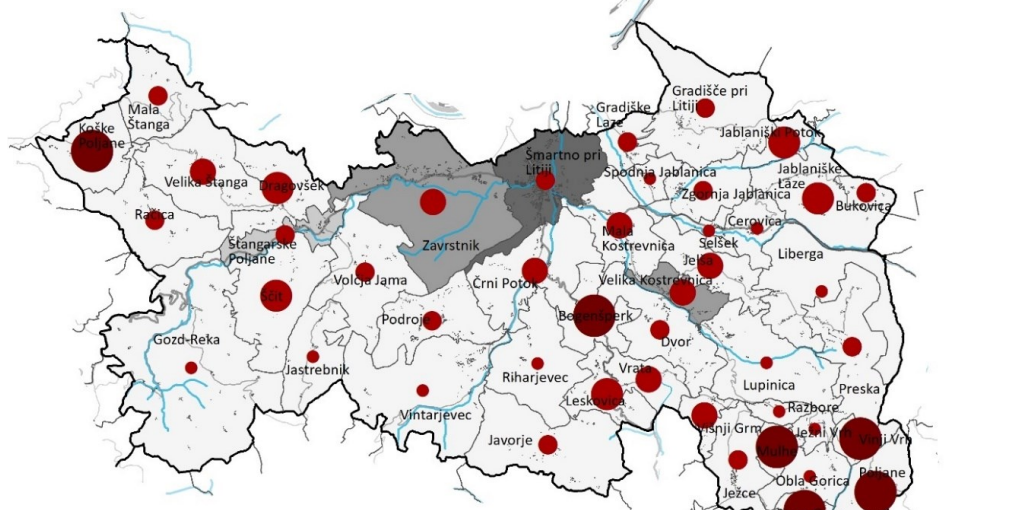 Gradišče pri
Litiji
Gradiške
Laze
Mala
Štanga
Koške
Poljane
Jablaniški Potok
Šmartno pri
Litiji
Spodnja Jablanica
Jablaniške
Laze
Velika Štanga
Dragovšek
Zgornja Jablanica
Bukovica
Račica
Cerovica
Štangarske
Poljane
Zavrstnik
Mala
Kostrevnica
Selšek
Liberga
Jelša
Volčja Jama
Črni Potok
Velika Kostrevnica
Ščit
Podroje
Bogenšperk
Gozd-Reka
Dvor
Jastrebnik
Riharjevec
Vrata
Lupinica
Preska
Leskovica
Vintarjevec
Razbore
Višnji Grm
Ježni Vrh
Vinji Vrh
Javorje
Mulhe
Poljane
Obla Gorica
Ježce